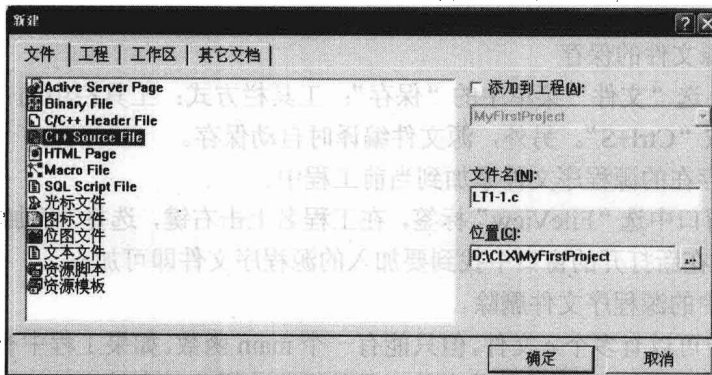 新建
文件
工程
工作区
其它文档
Active Server Page
Binary File
C/C++ Header File
C++ Source File
HTML Page
Macro File
SQL Script File
光标文件
图标文件
位图文件
文本文件
资源脚本
资源模板
添加到工程(A):
MyFirstProject
文件名(N):
LT1-1.c
位置(C):
D:\CLX\MyFirstProject
...
确定
取消